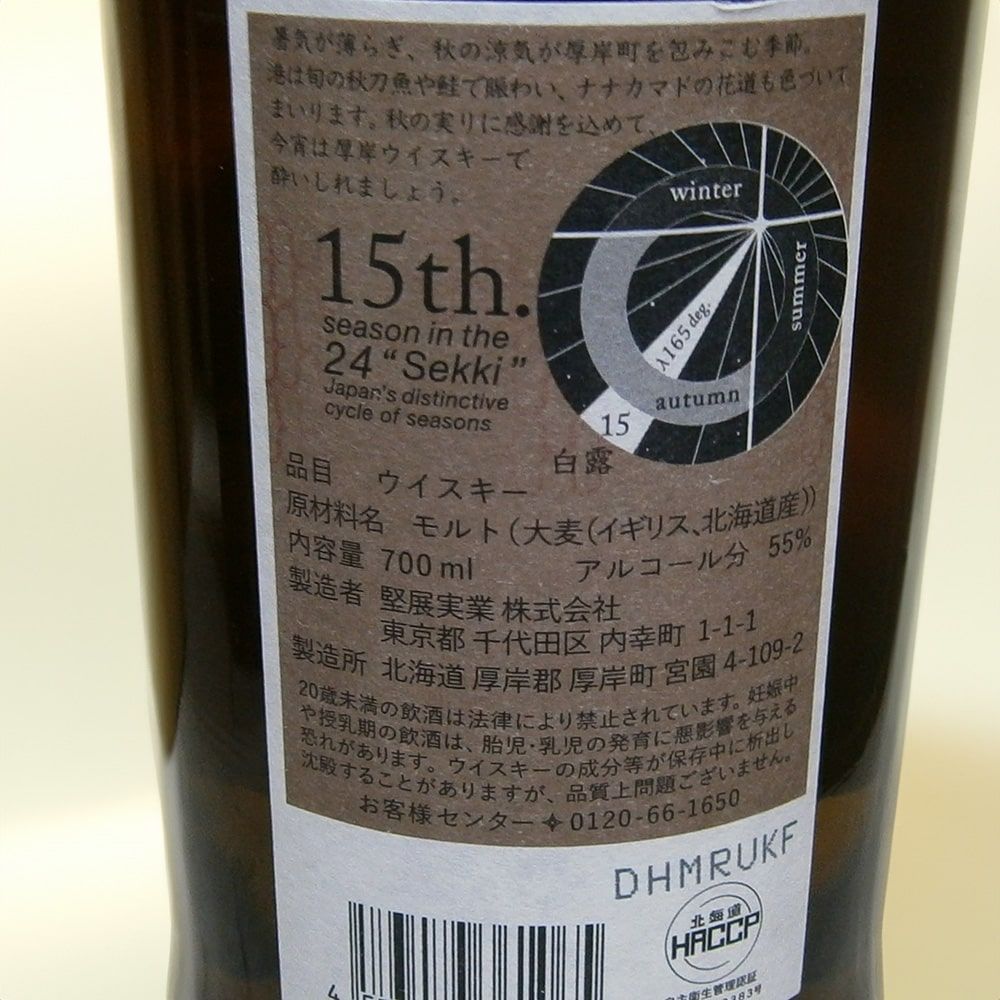 暑気が薄らぎ、秋の涼気が厚岸町を包みこむ季節。
港は旬の秋刀魚や鮭で賑わい、ナナカマドの花道も色づいて
まいります。秋の実りに感謝を込めて、
今宵は厚岸ウイスキーで
酔いしれましょう。
winter
summer
λ165 deg.
autumn
15
白露
15th.
season in the
24 “Sekki”
Japan's distinctive
cycle of seasons
品目 ウイスキー
原材料名 モルト(大麦(イギリス、北海道産))
内容量 700ml アルコール分 55%
製造者 堅展実業 株式会社
東京都 千代田区 内幸町 1-1-1
製造所 北海道 厚岸郡 厚岸町 宮園 4-109-2
20歳未満の飲酒は法律により禁止されています。妊娠中
や授乳期の飲酒は、胎児・乳児の発育に悪影響を与える
恐れがあります。ウイスキーの成分等が保存中に析出し
沈殿することがありますが、品質上問題ございません。
お客様センター 0120-66-1650
DHMRUKF
北海道
HACCP
自主衛生管理認証